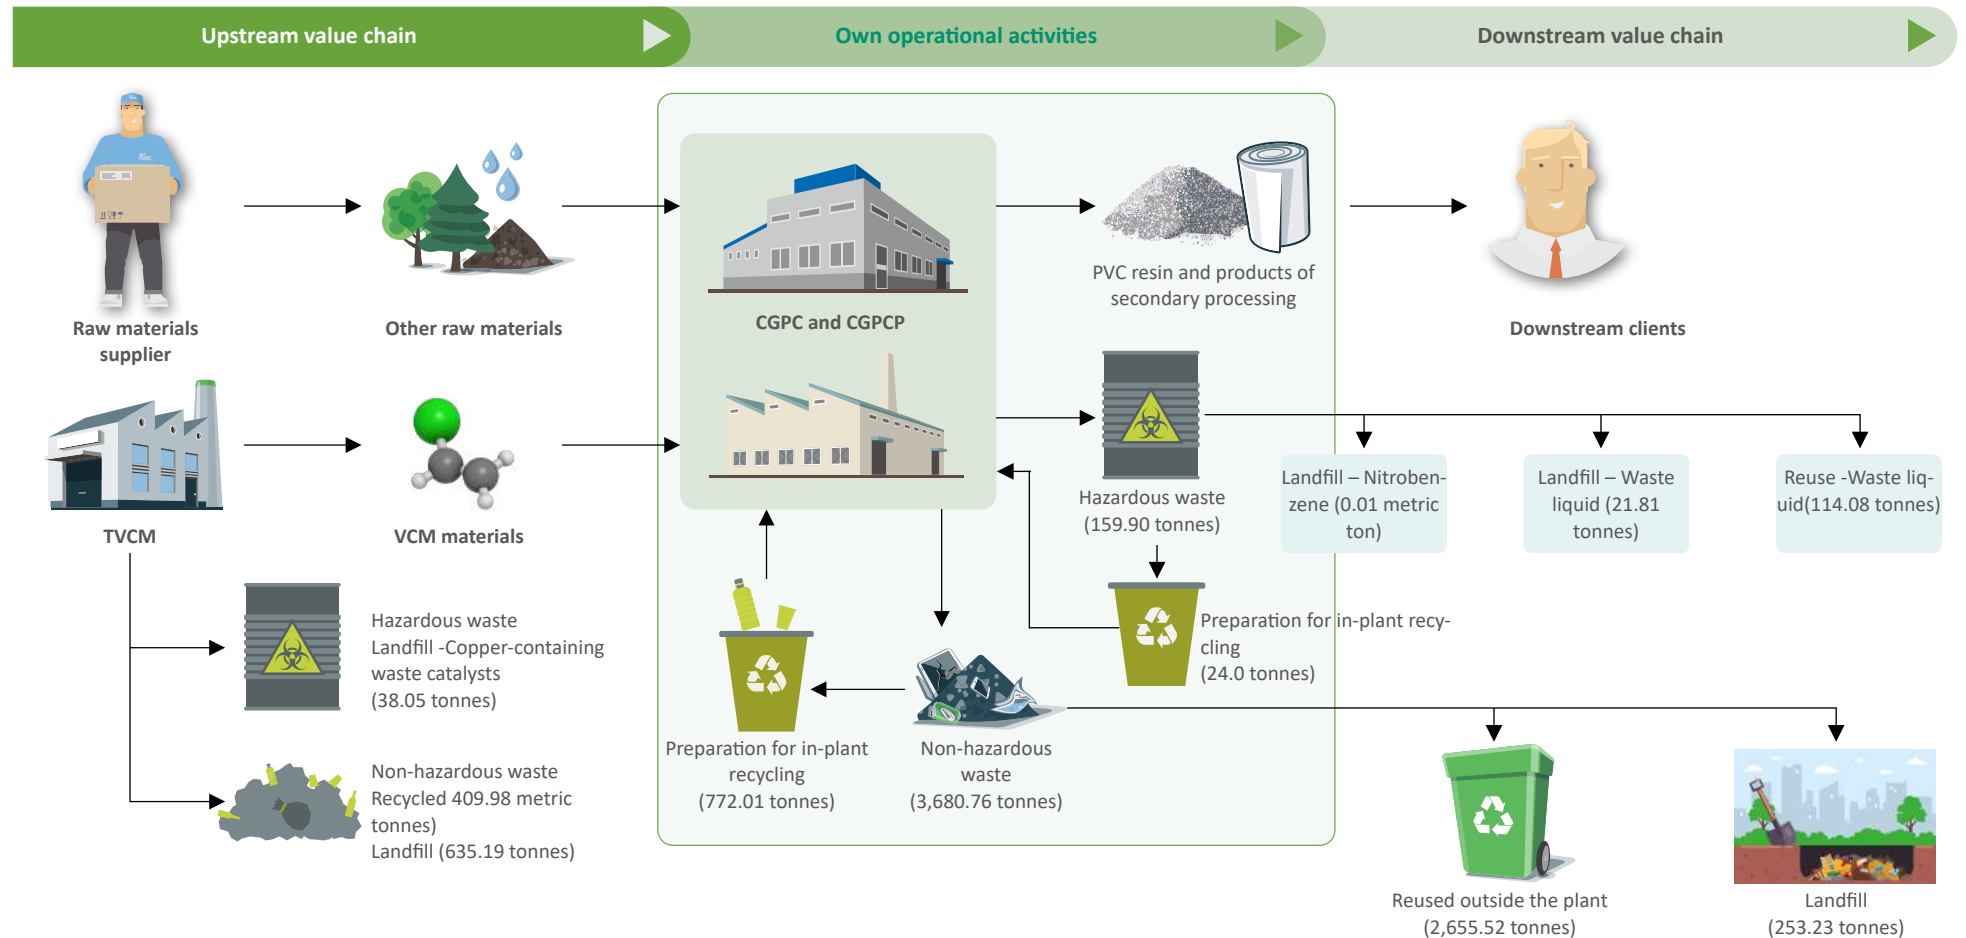 Upstream value chain
Own operational activities
Downstream value chain
Raw materials
supplier
Other raw materials
CGPC and CGPCP
PVC resin and products of
secondary processing
Downstream clients
TVCM
VCM materials
Hazardous waste
(159.90 tonnes)
Landfill – Nitroben-
zene (0.01 metric
ton)
Landfill – Waste
liquid (21.81
tonnes)
Reuse -Waste liq-
uid(114.08 tonnes)
Hazardous waste
Landfill -Copper-containing
waste catalysts
(38.05 tonnes)
Preparation for in-plant recy-
cling
(24.0 tonnes)
Non-hazardous waste
Recycled 409.98 metric
tonnes)
Landfill (635.19 tonnes)
Preparation for in-plant
recycling
(772.01 tonnes)
Non-hazardous
waste
(3,680.76 tonnes)
Reused outside the plant
(2,655.52 tonnes)
Landfill
(253.23 tonnes)